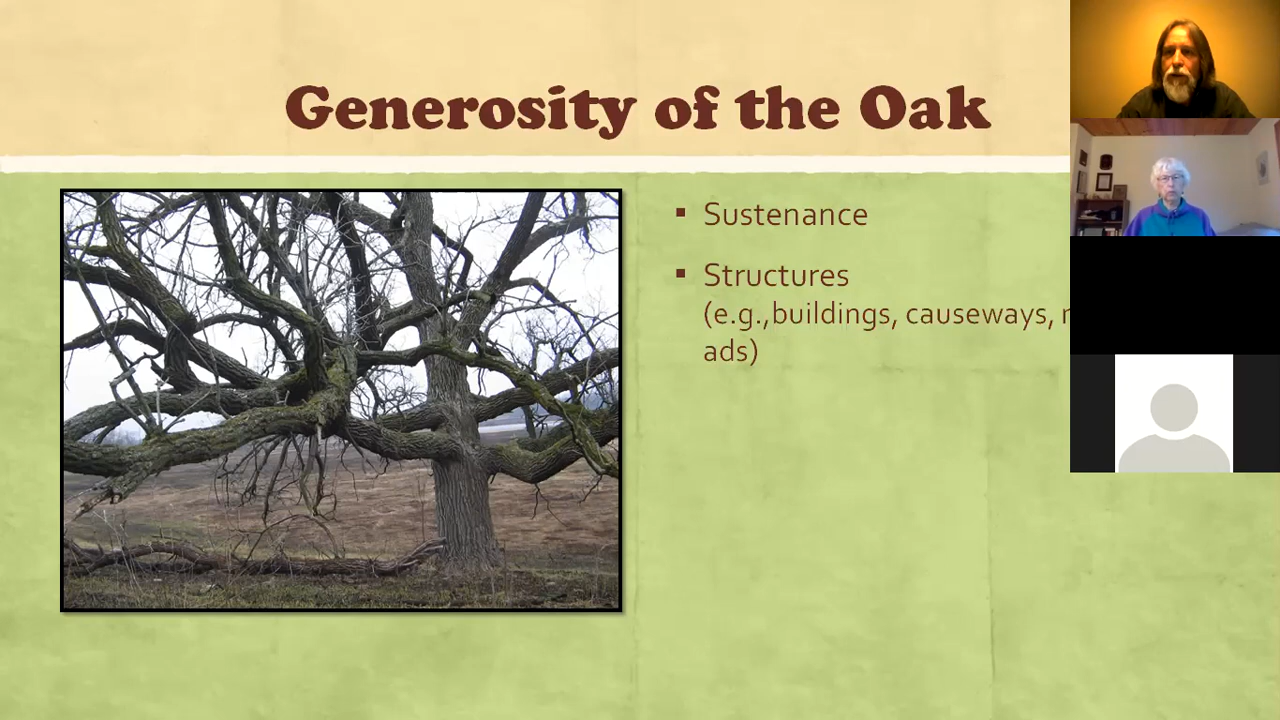 Generosity of the Oak
▪ Sustenance
▪ Structures
(e.g.,buildings, causeways, r
ads)